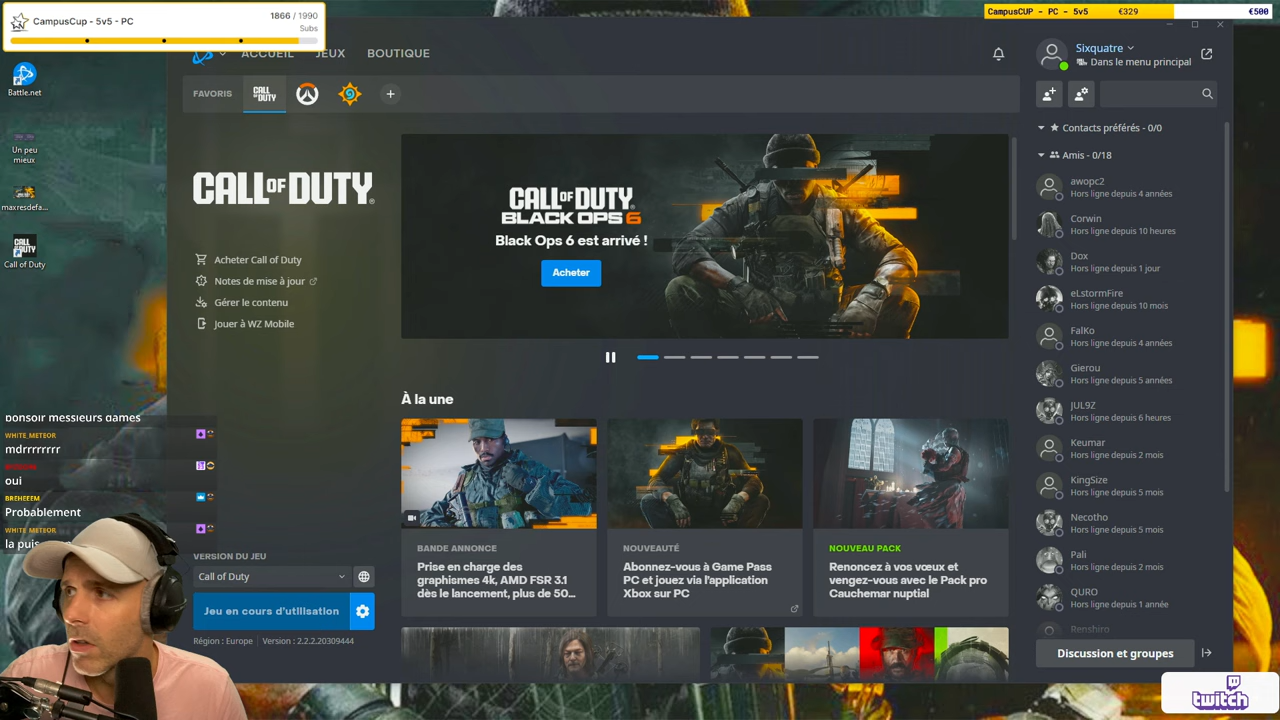 CampusCup - 5v5 - PC
1866 / 1990
Subs
CampusCUP - PC - 5v5 €329 €500
ACCUEIL JEUX BOUTIQUE
Sixquatre
Dans le menu principal
FAVORIS
CALL OF DUTY
Battle.net
Un peu
mieux
maxresdefa...
CALL OF DUTY
Call of Duty
CALL OF DUTY
Acheter Call of Duty
Notes de mise à jour
Gérer le contenu
Jouer à WZ Mobile
CALL OF DUTY
BLACK OPS 6
Black Ops 6 est arrivé !
Acheter
À la une
BANDE ANNONCE
Prise en charge des
graphismes 4k, AMD FSR 3.1
dès le lancement, plus de 50...
NOUVEAUTÉ
Abonnez-vous à Game Pass
PC et jouez via l'application
Xbox sur PC
NOUVEAU PACK
Renoncez à vos vœux et
vengez-vous avec le Pack pro
Cauchemar nuptial
Contacts préférés - 0/0
Amis - 0/18
awopc2
Hors ligne depuis 4 années
Corwin
Hors ligne depuis 10 heures
Dox
Hors ligne depuis 1 jour
eLstormFire
Hors ligne depuis 10 mois
FalKo
Hors ligne depuis 4 années
Gierou
Hors ligne depuis 5 années
JUL9Z
Hors ligne depuis 6 heures
Keumar
Hors ligne depuis 2 mois
KingSize
Hors ligne depuis 5 mois
Necotho
Hors ligne depuis 5 mois
Pali
Hors ligne depuis 2 mois
QURO
Hors ligne depuis 1 année
Renshiro
Discussion et groupes
bonsoir messieurs dames
WHITE_METEOR
mdrrrrrrrr
oui
BREHEEEM
Probablement
WHITE_METEOR
la puis
VERSION DU JEU
Call of Duty
Jeu en cours d'utilisation
Région : Europe Version : 2.2.2.20309444
twitch